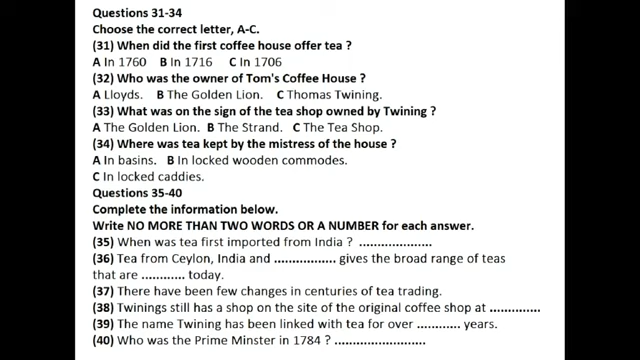 Questions 31-34
Choose the correct letter, A-C.
(31) When did the first coffee house offer tea ?
A In 1760 B In 1716 C In 1706
(32) Who was the owner of Tom's Coffee House ?
A Lloyds. B The Golden Lion. C Thomas Twining.
(33) What was on the sign of the tea shop owned by Twining ?
A The Golden Lion. B The Strand. C The Tea Shop.
(34) Where was tea kept by the mistress of the house ?
A In basins. B In locked wooden commodes.
C In locked caddies.
Questions 35-40
Complete the information below.
Write NO MORE THAN TWO WORDS OR A NUMBER for each answer.
(35) When was tea first imported from India ? ....................
(36) Tea from Ceylon, India and ................. gives the broad range of teas
that are ............ today.
(37) There have been few changes in centuries of tea trading.
(38) Twinings still has a shop on the site of the original coffee shop at ..............
(39) The name Twining has been linked with tea for over ............ years.
(40) Who was the Prime Minster in 1784 ? .........................